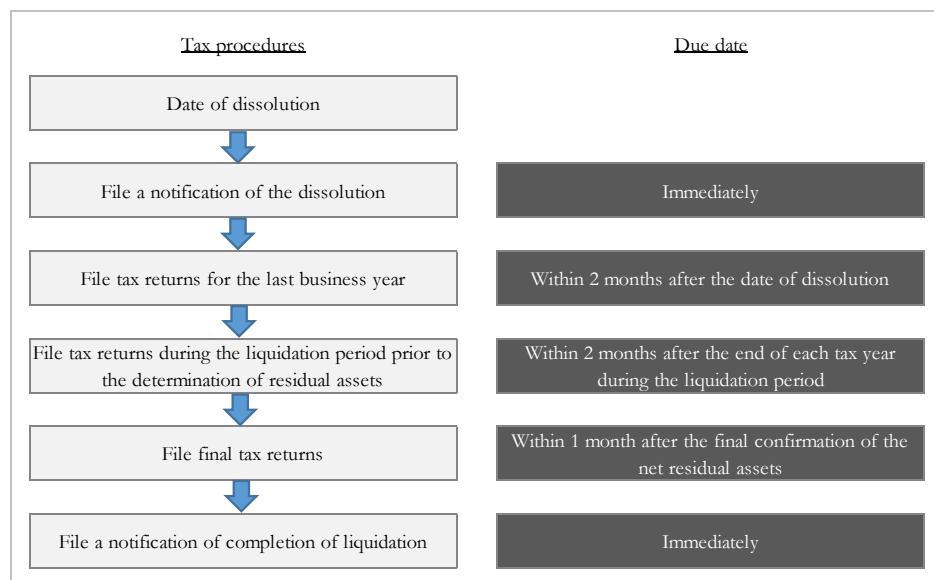 Tax procedures
Due date
Date of dissolution
File a notification of the dissolution
Immediately
File tax returns for the last business year
Within 2 months after the date of dissolution
File tax returns during the liquidation period prior to
the determination of residual assets
Within 2 months after the end of each tax year
during the liquidation period
File final tax returns
Within 1 month after the final confirmation of the
net residual assets
File a notification of completion of liquidation
Immediately